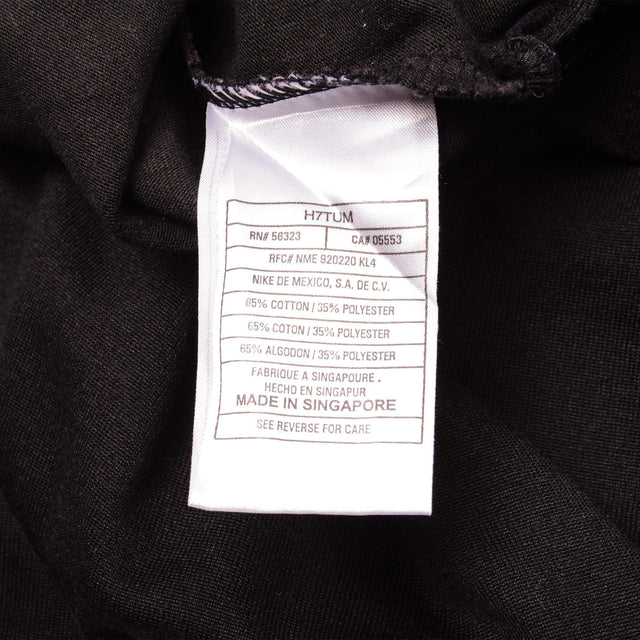 H7TUM
RN# 56323 CA# 05553
RFC# NME 920220 KL4
NIKE DE MEXICO, S.A. DE C.V.
65% COTTON / 35% POLYESTER
65% COTON / 35% POLYESTER
65% ALGODON / 35% POLYESTER
FABRIQUE A SINGAPOURE .
HECHO EN SINGAPUR
MADE IN SINGAPORE
SEE REVERSE FOR CARE